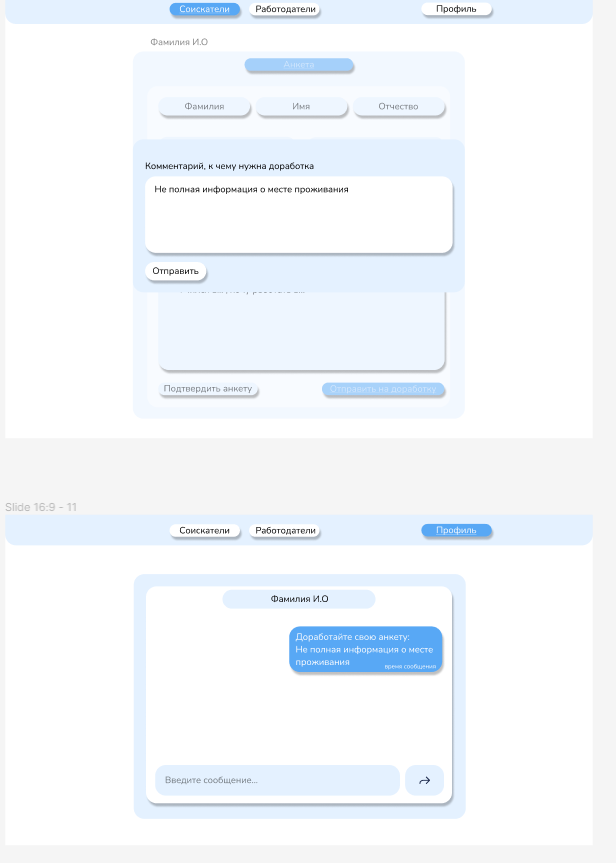 Соискатели Работодатели Профиль
Фамилия И.О
Анкета
Фамилия Имя Отчество
Комментарий, к чему нужна доработка
Не полная информация о месте проживания
Отправить
Подтвердить анкету Отправить на доработку
Slide 16:9 - 11
Соискатели Работодатели Профиль
Фамилия И.О
Доработайте свою анкету:
Не полная информация о месте
проживания время сообщения
Введите сообщение...